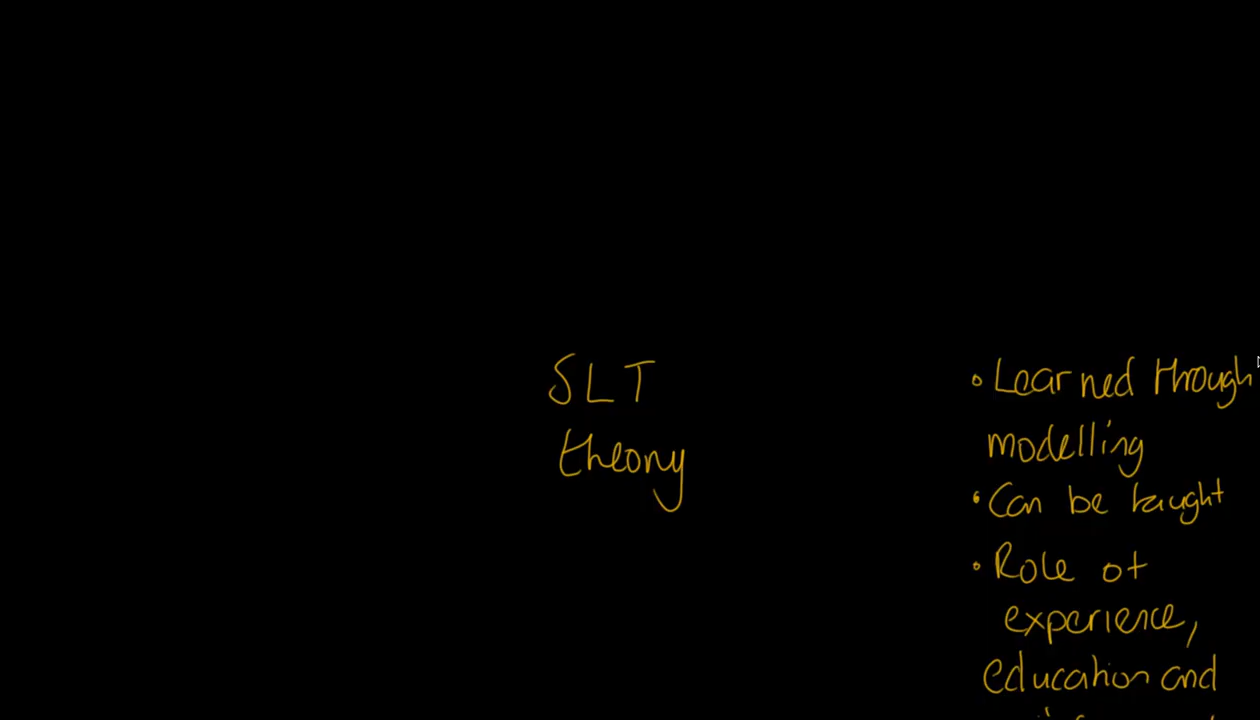 SLT
theory
• Learned through
modelling
• Can be taught
• Role of
experience,
education and